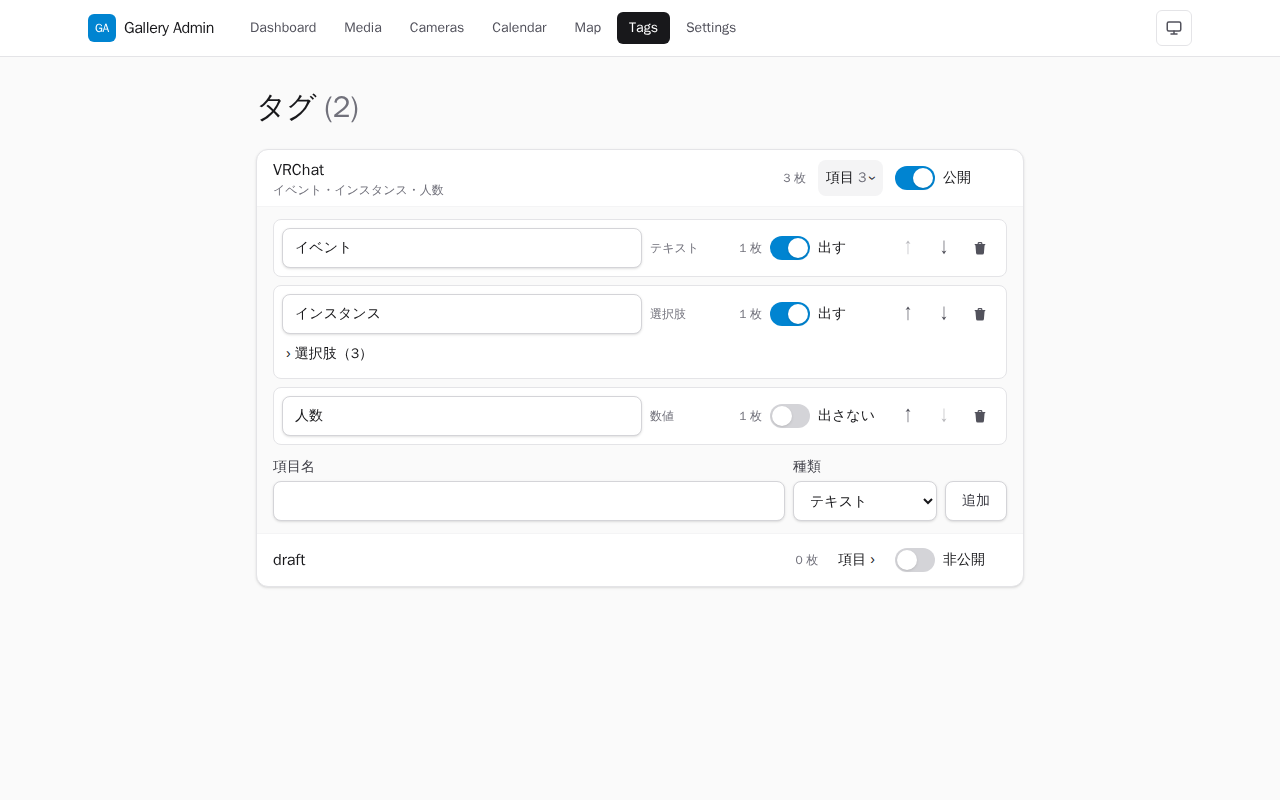 GA Gallery Admin Dashboard Media Cameras Calendar Map Tags Settings
タグ (2)
VRChat 3 枚 項目 3 公開
イベント・インスタンス・人数
イベント テキスト 1 枚 出す ↑ ↓
インスタンス 選択肢 1 枚 出す ↑ ↓
› 選択肢（3）
人数 数値 1 枚 出さない ↑ ↓
項目名 種類
テキスト 追加
draft 0 枚 項目 › 非公開